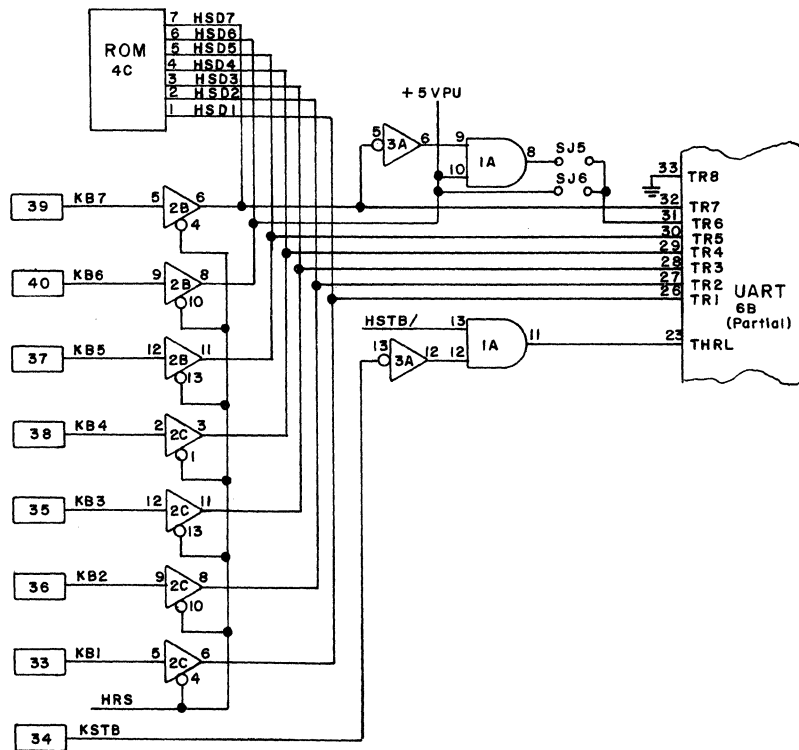 ROM
4C
7 HSD7
6 HSD6
5 HSD5
4 HSD4
3 HSD3
2 HSD2
1 HSD1
+5VPU
5 3A 6
9 10 1A 8
SJ5
SJ6
39 KB7 5 2B 6 4
40 KB6 9 2B 8 10
37 KB5 12 2B 11 13
38 KB4 2 2C 3 1
35 KB3 12 2C 11 13
36 KB2 9 2C 8 10
33 KB1 5 2C 6 4
HRS
34 KSTB
HSTB/ 13
13 3A 12 12 1A 11
33 TR8
32 TR7
31 TR6
30 TR5
29 TR4
28 TR3
27 TR2
26 TR1
23 THRL
UART
6B
(Partial)